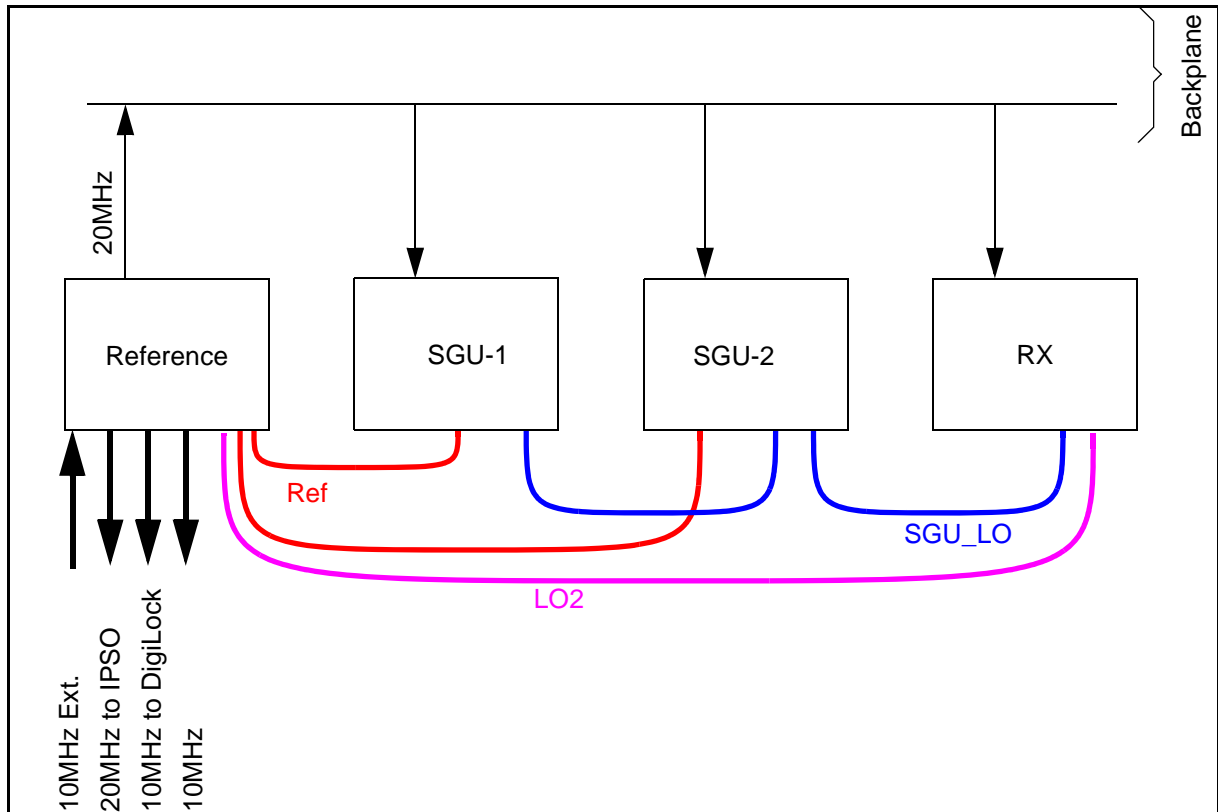 Backplane
20MHz
Reference
SGU-1
SGU-2
RX
Ref
SGU_LO
LO2
10MHz Ext.
20MHz to IPSO
10MHz to DigiLock
10MHz